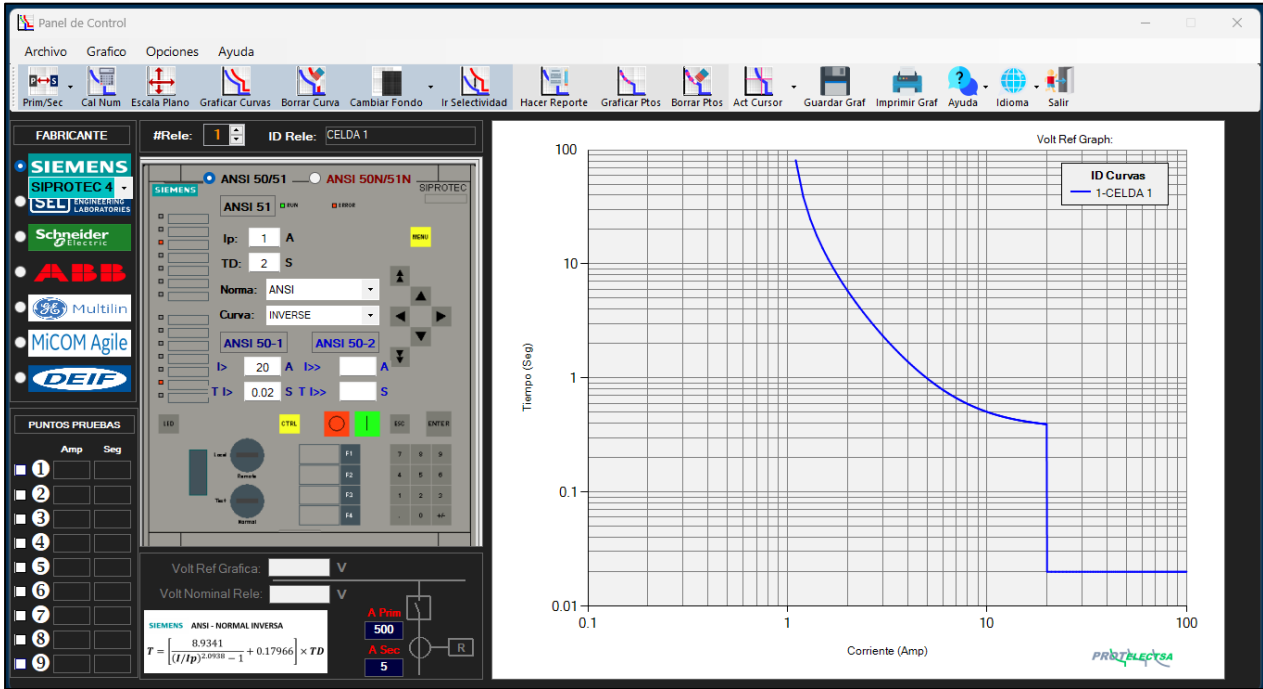 Panel de Control
Archivo Grafico Opciones Ayuda
Prim/Sec Cal Num Escala Plano Graficar Curvas Borrar Curva Cambiar Fondo Ir Selectividad Hacer Reporte Graficar Ptos Borrar Ptos Act Cursor Guardar Graf Imprimir Graf Ayuda Idioma Salir
FABRICANTE
SIEMENS
SIPROTEC 4
SEL ENGINEERING LABORATORIES
Schneider Electric
ABB
GE Multilin
MiCOM Agile
DEIF
PUNTOS PRUEBAS
Amp Seg
1
2
3
4
5
6
7
8
9
#Rele: 1 ID Rele: CELDA 1
ANSI 50/51 ANSI 50N/51N
SIEMENS SIPROTEC
ANSI 51 RUN ERROR
Ip: 1 A MENU
TD: 2 S
Norma: ANSI
Curva: INVERSE
ANSI 50-1 ANSI 50-2
I> 20 A I>> A
T I> 0.02 S T I>> S
LED CTRL ESC ENTER
Local F1 7 8 9
Remote F2 4 5 6
Test F3 1 2 3
Normal F4 . 0 +/-
Volt Ref Grafica: V
Volt Nominal Rele: V
SIEMENS ANSI - NORMAL INVERSA
T = [8.9341 / ((I/Ip)^2.0938 − 1) + 0.17966] × TD
A Prim
500
A Sec
5
R
Volt Ref Graph:
ID Curvas
1-CELDA 1
100
10
1
0.1
0.01
Tiempo (Seg)
0.1 1 10 100
Corriente (Amp)
PROTELECTSA